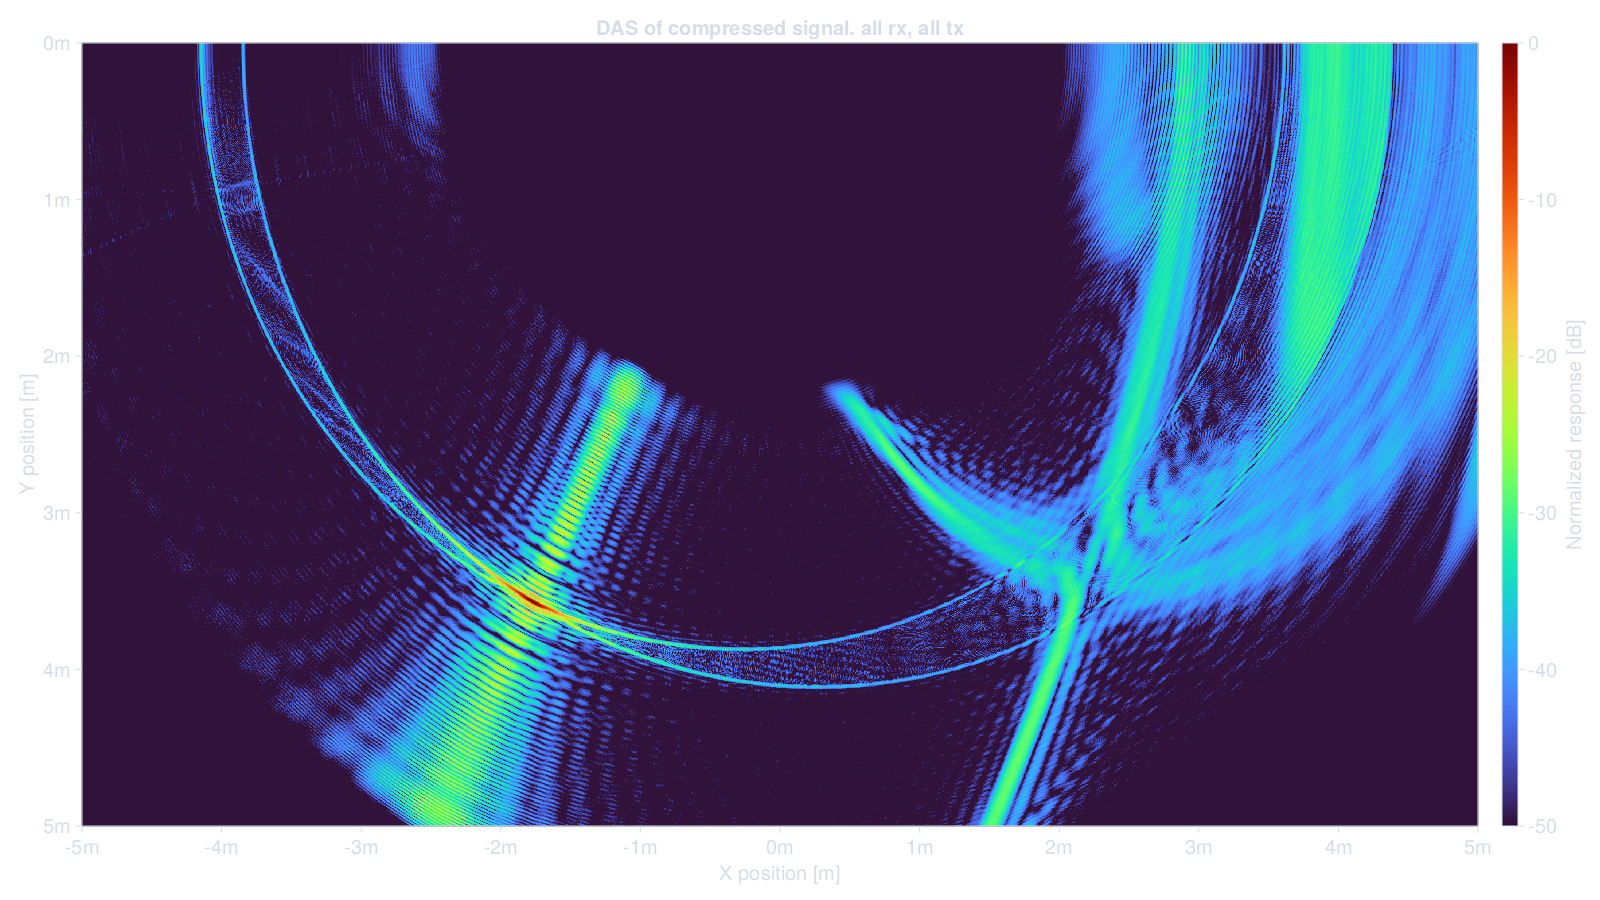 DAS of compressed signal. all rx, all tx
0m
1m
2m
3m
4m
5m
Y position [m]
-5m
-4m
-3m
-2m
-1m
0m
1m
2m
3m
4m
5m
X position [m]
0
-10
-20
-30
-40
-50
Normalized response [dB]